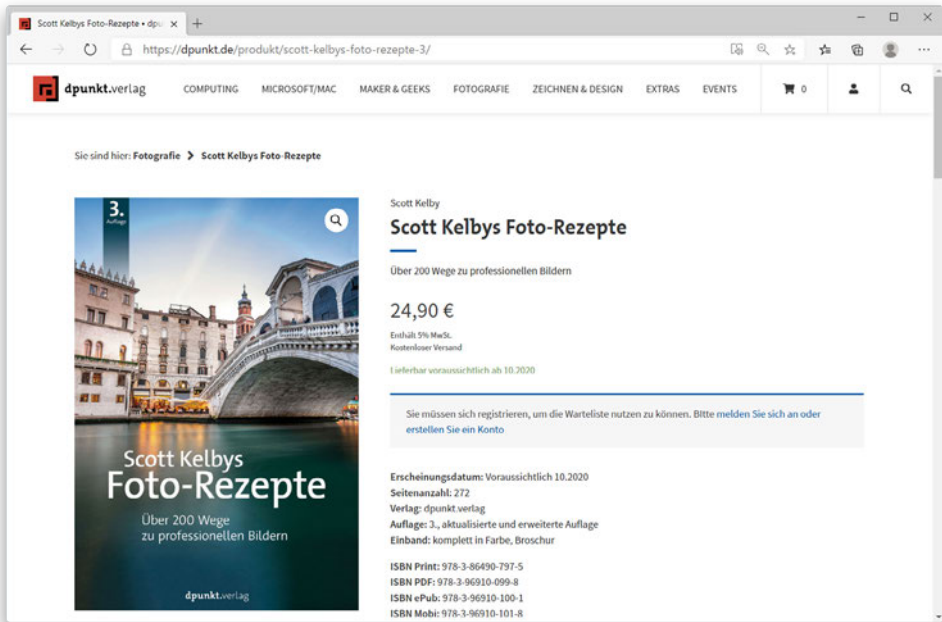 Scott Kelbys Foto-Rezepte • dpu
https://dpunkt.de/produkt/scott-kelbys-foto-rezepte-3/
dpunkt.verlag COMPUTING MICROSOFT/MAC MAKER & GEEKS FOTOGRAFIE ZEICHNEN & DESIGN EXTRAS EVENTS 0
Sie sind hier: Fotografie > Scott Kelbys Foto-Rezepte
3.
Auflage
Scott Kelbys
Foto-Rezepte
Über 200 Wege
zu professionellen Bildern
dpunkt.verlag
Scott Kelby
Scott Kelbys Foto-Rezepte
Über 200 Wege zu professionellen Bildern
24,90 €
Enthält 5% MwSt.
Kostenloser Versand
Lieferbar voraussichtlich ab 10.2020
Sie müssen sich registrieren, um die Warteliste nutzen zu können. Bitte melden Sie sich an oder
erstellen Sie ein Konto
Erscheinungsdatum: Voraussichtlich 10.2020
Seitenanzahl: 272
Verlag: dpunkt.verlag
Auflage: 3., aktualisierte und erweiterte Auflage
Einband: komplett in Farbe, Broschur
ISBN Print: 978-3-86490-797-5
ISBN PDF: 978-3-96910-099-8
ISBN ePub: 978-3-96910-100-1
ISBN Mobi: 978-3-96910-101-8